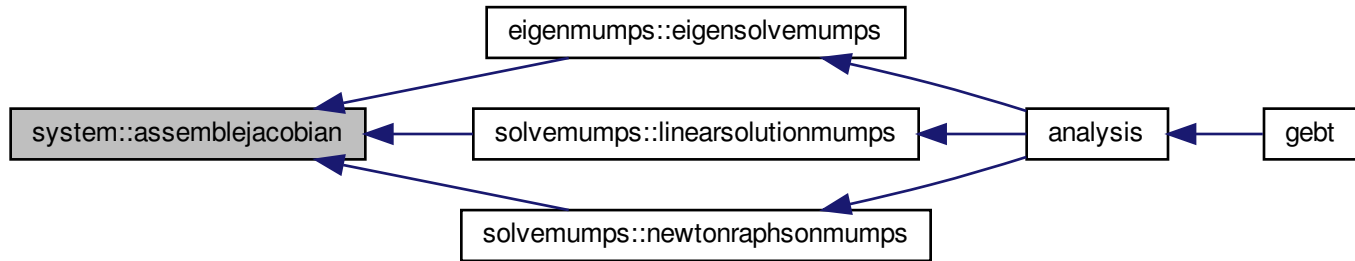 eigenmumps::eigensolvemumps
system::assemblejacobian
solvemumps::linearsolutionmumps
analysis
gebt
solvemumps::newtonraphsonmumps